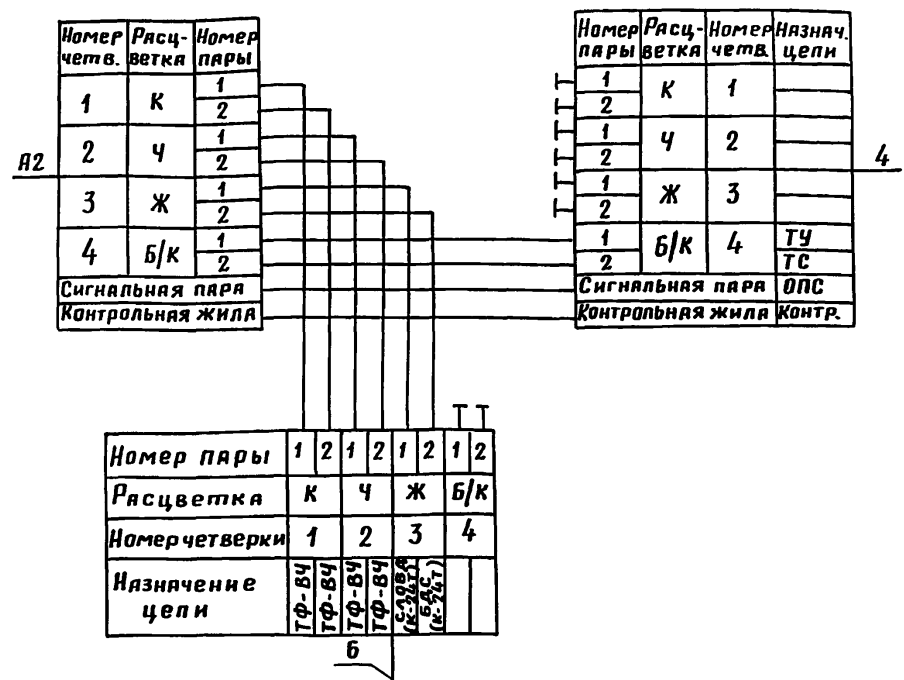 Номер четв. Расцветка Номер пары
1 К 1
2
2 Ч 1
2
3 Ж 1
2
4 Б/К 1
2
Сигнальная пара
Контрольная жила
А2
Номер пары Расцветка Номер четв. Назнач. цепи
1 К 1
2
1 Ч 2
2
1 Ж 3
2
1 Б/К 4 ТУ
2 ТС
Сигнальная пара ОПС
Контрольная жила Контр.
4
Номер пары 1 2 1 2 1 2 1 2
Расцветка К Ч Ж Б/К
Номер четверки 1 2 3 4
Назначение цепи ТФ-ВЧ ТФ-ВЧ ТФ-ВЧ ТФ-ВЧ СЛОВА (К-24Т) БДС (К-24Т)
6